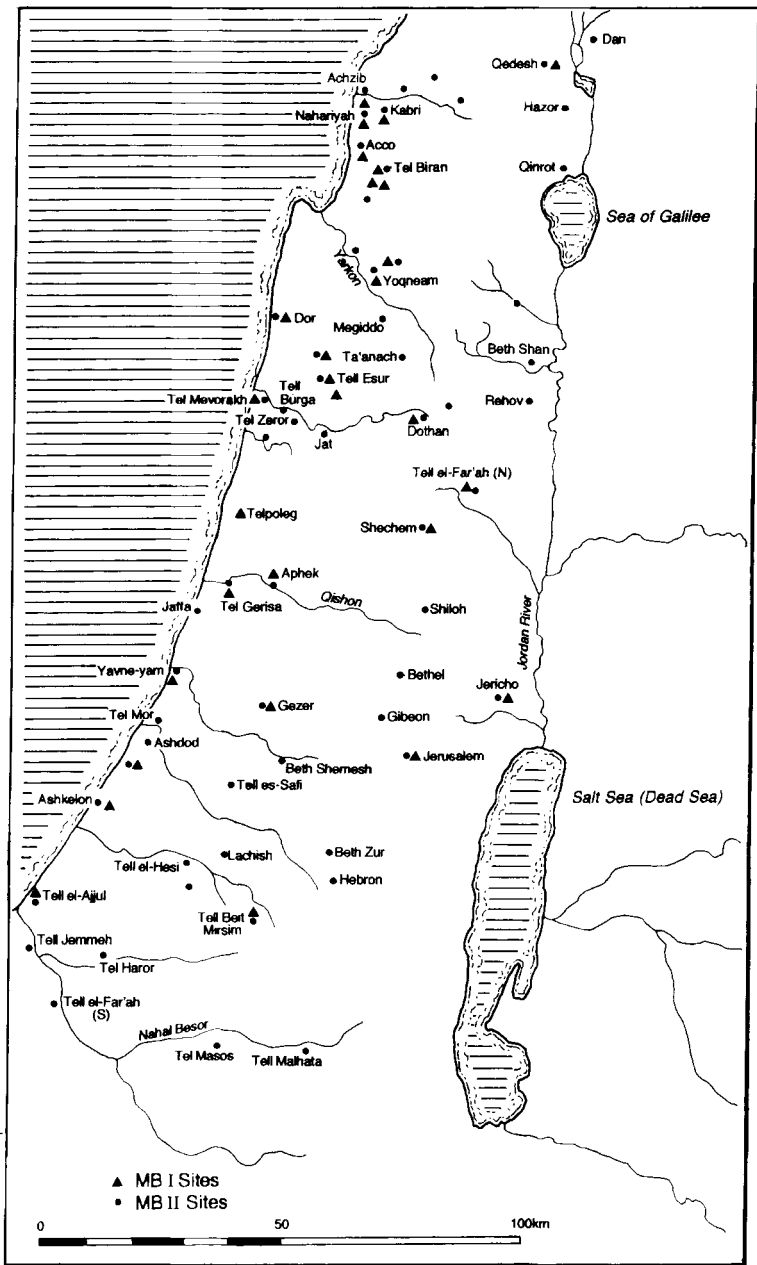 Dan
Qedesh
Achzib
Kabri
Hazor
Nahariyah
Acco
Tel Biran
Qinrot
Sea of Galilee
Yarkon
Yoqneam
Dor
Megiddo
Ta'anach
Beth Shan
Tell Esur
Tell
Burga
Tel Mevorakh
Rehov
Tel Zeror
Dothan
Jat
Tell el-Far'ah (N)
Telpoleg
Shechem
Aphek
Tel Gerisa
Qishon
Jaffa
Shiloh
Jordan River
Yavne-yam
Bethel
Jericho
Gezer
Gibeon
Tel Mor
Ashdod
Jerusalem
Beth Shemesh
Tell es-Safi
Salt Sea (Dead Sea)
Ashkelon
Lachish
Beth Zur
Tell el-Hesi
Hebron
Tell el-Ajjul
Tell Beit
Mirsim
Tell Jemmeh
Tel Haror
Tell el-Far'ah
(S)
Nahal Besor
Tel Masos
Tell Malhata
▲ MB I Sites
• MB II Sites
0 50 100km